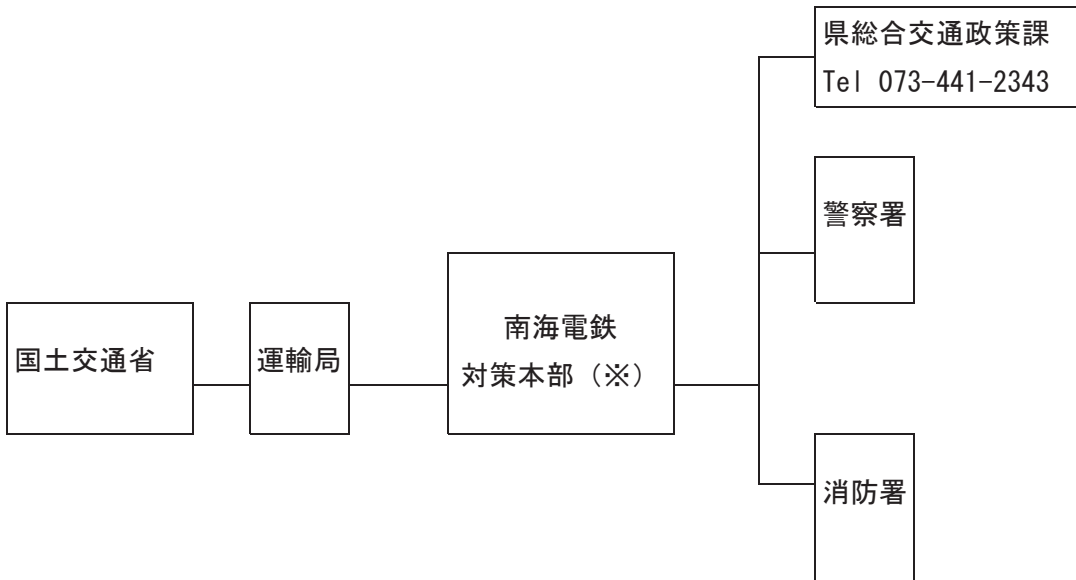 県総合交通政策課
Tel 073-441-2343
警察署
南海電鉄
対策本部（※）
国土交通省
運輸局
消防署